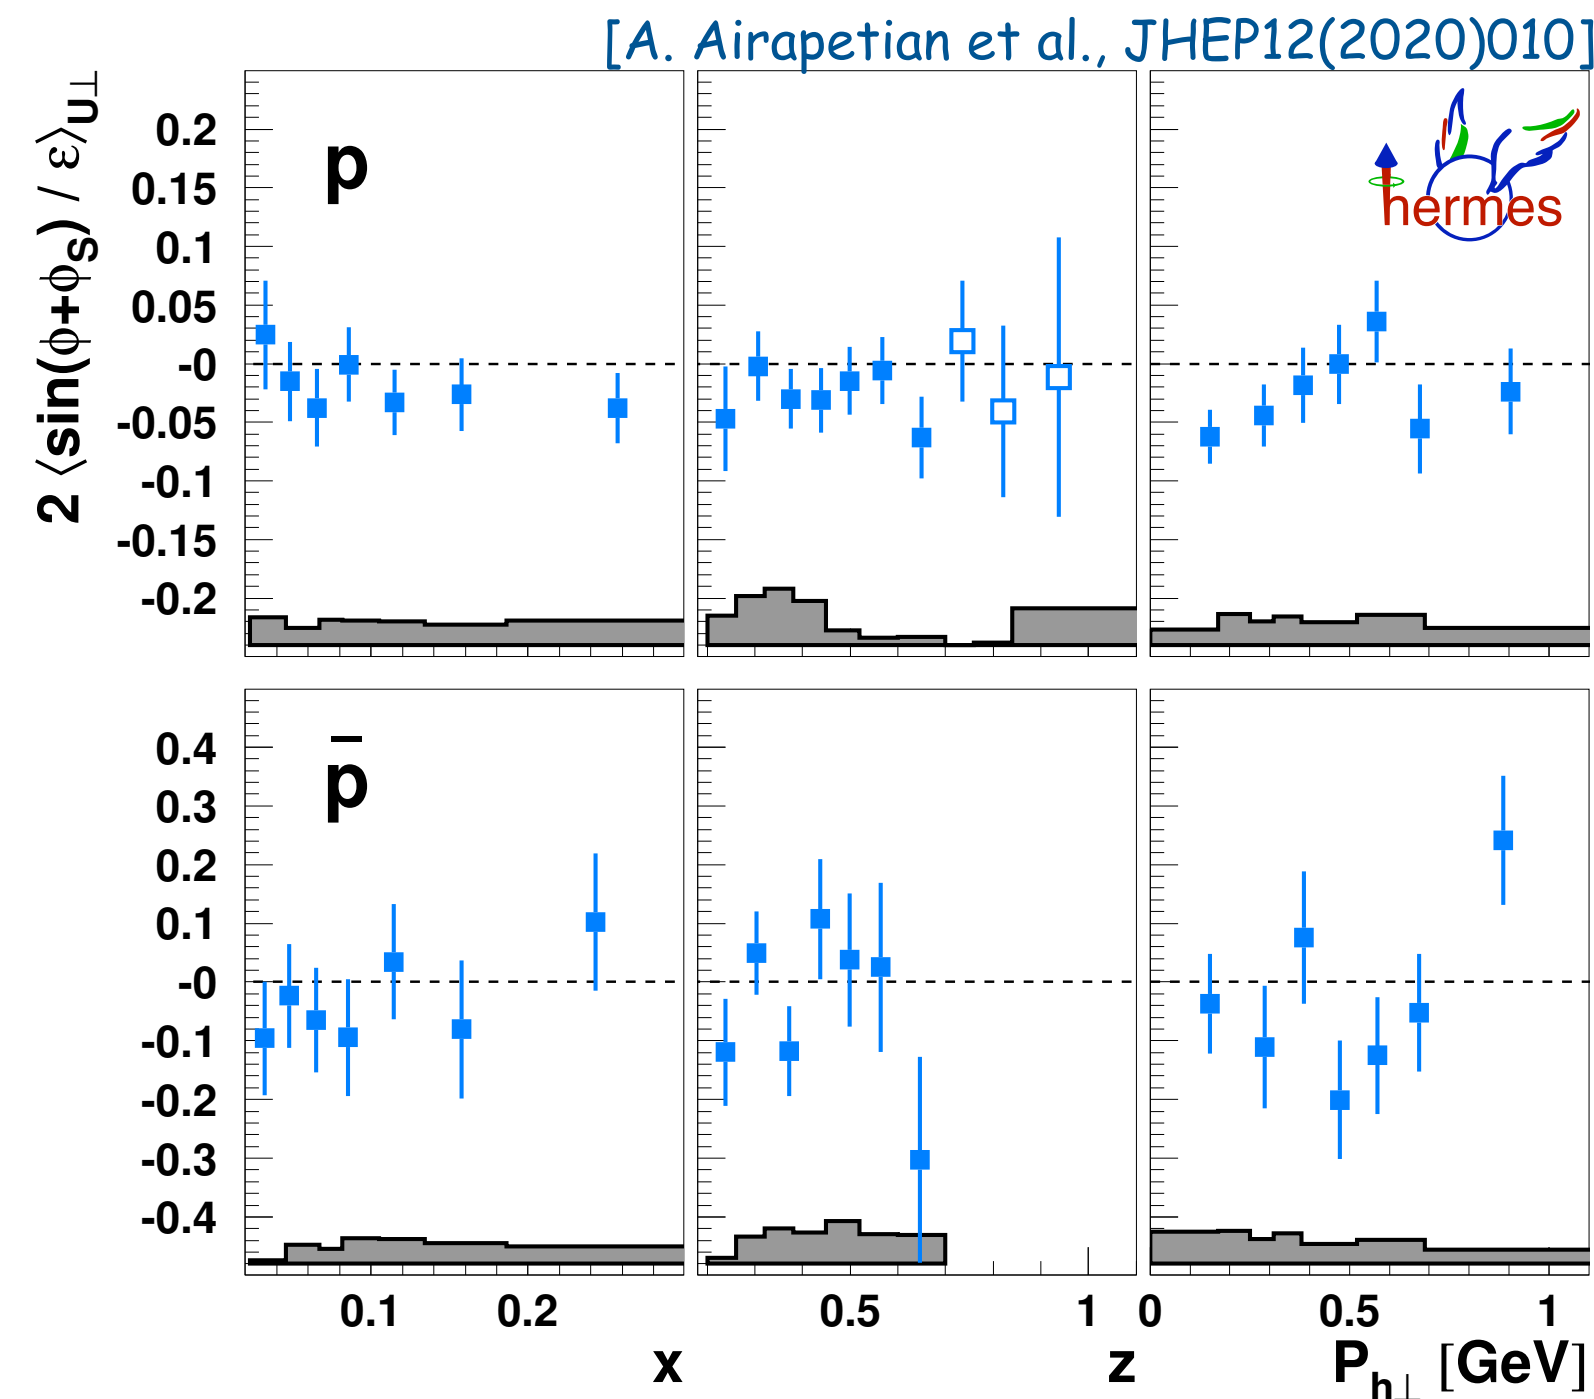 [A. Airapetian et al., JHEP12(2020)010]
2 ⟨sin(ϕ+ϕS) / ε⟩U⊥
p
hermes
0.2
0.15
0.1
0.05
-0
-0.05
-0.1
-0.15
-0.2
p̄
0.4
0.3
0.2
0.1
-0
-0.1
-0.2
-0.3
-0.4
0.1 0.2 0.5 1 0 0.5 1
x z Ph⊥ [GeV]